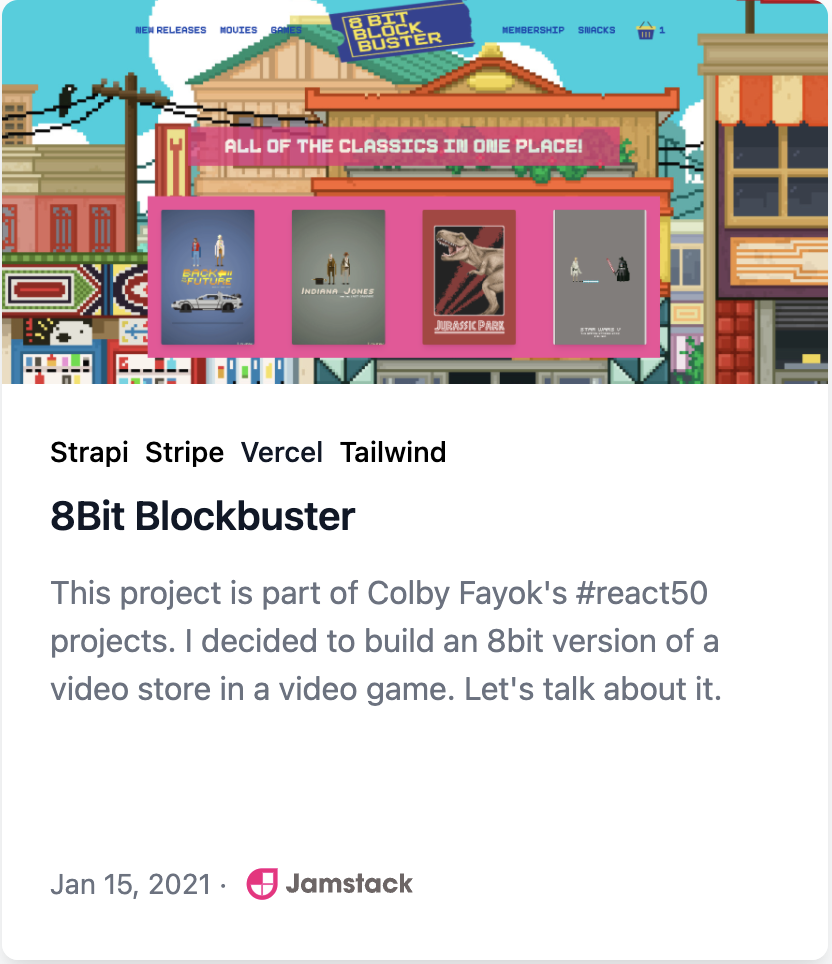 NEW RELEASES MOVIES GAMES 8 BIT BLOCK BUSTER MEMBERSHIP SNACKS 1
ALL OF THE CLASSICS IN ONE PLACE!
BACK TO THE FUTURE
INDIANA JONES
JURASSIC PARK
STAR WARS V
Strapi Stripe Vercel Tailwind
8Bit Blockbuster
This project is part of Colby Fayok's #react50
projects. I decided to build an 8bit version of a
video store in a video game. Let's talk about it.
Jan 15, 2021 · Jamstack